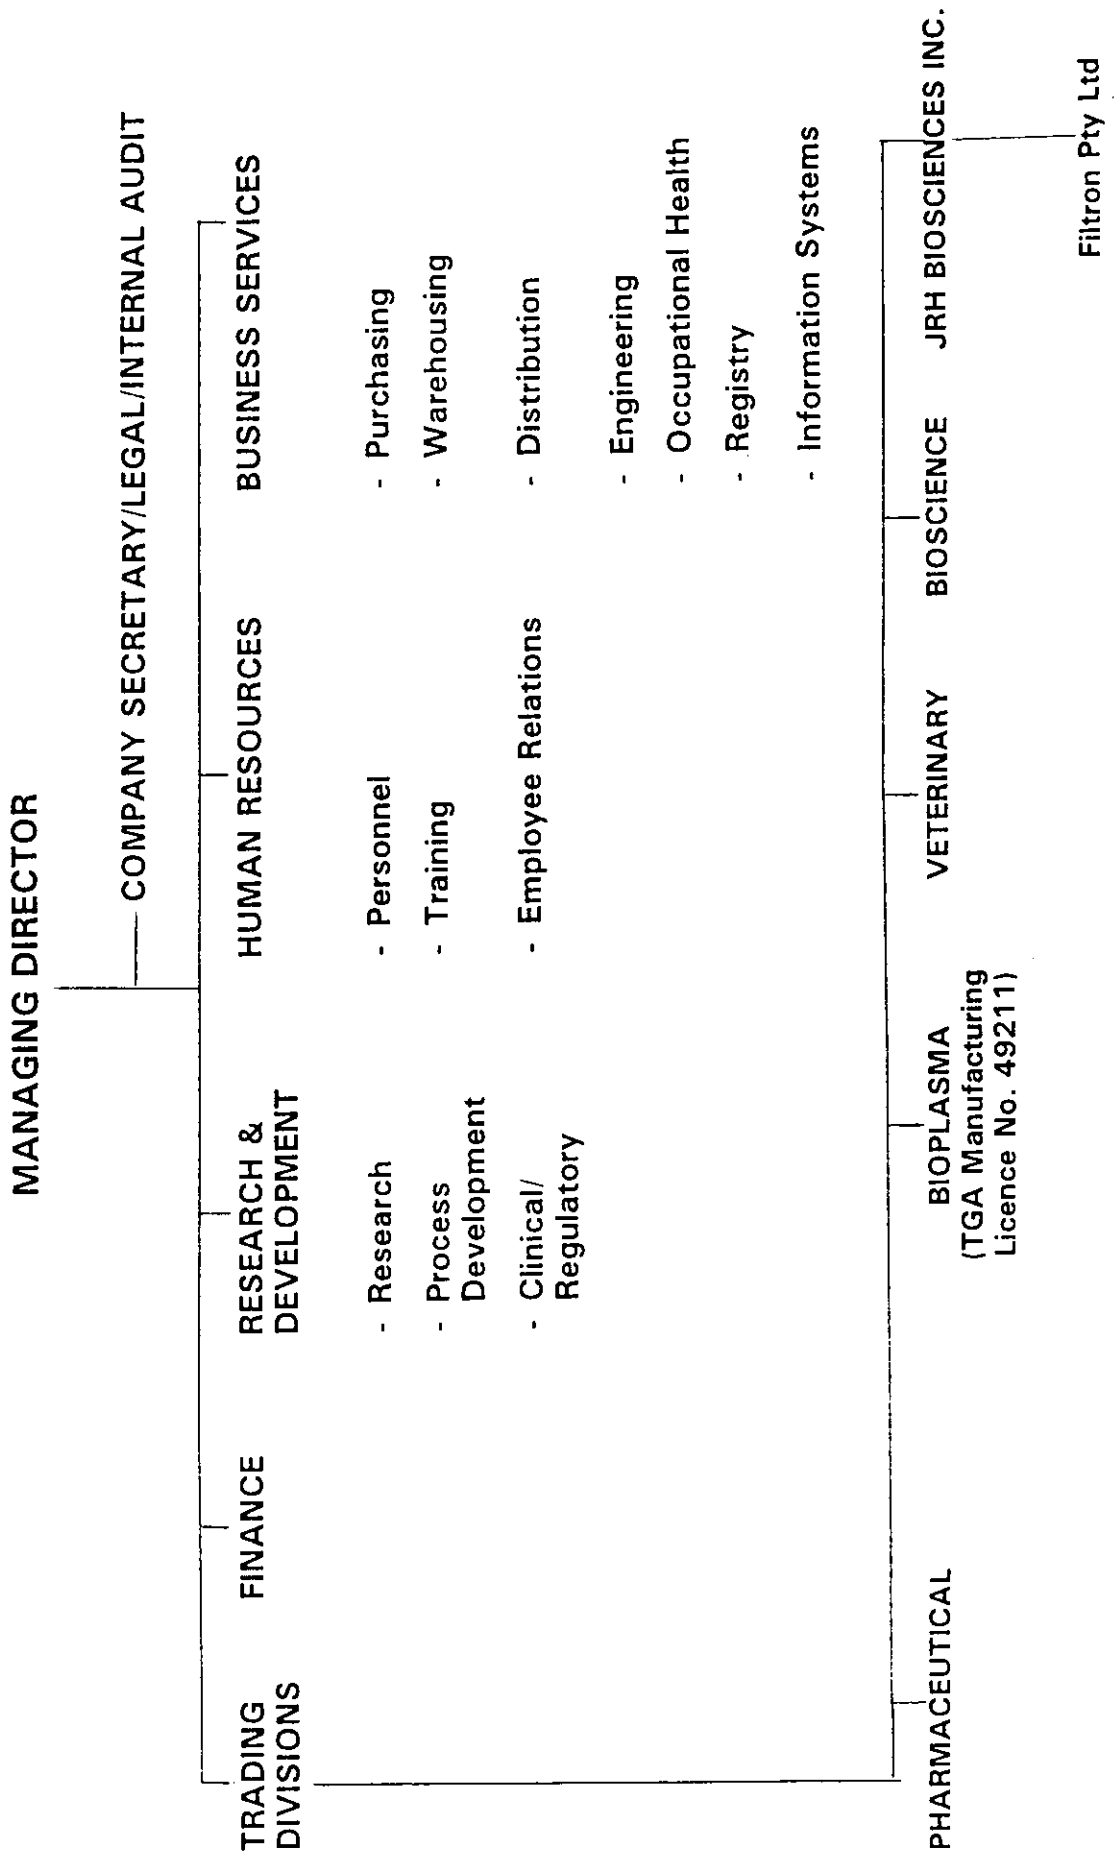 MANAGING DIRECTOR
COMPANY SECRETARY/LEGAL/INTERNAL AUDIT
TRADING
DIVISIONS
FINANCE
RESEARCH &
DEVELOPMENT
- Research
- Process
Development
- Clinical/
Regulatory
HUMAN RESOURCES
- Personnel
- Training
- Employee Relations
BUSINESS SERVICES
- Purchasing
- Warehousing
- Distribution
- Engineering
- Occupational Health
- Registry
- Information Systems
PHARMACEUTICAL
BIOPLASMA
(TGA Manufacturing
Licence No. 49211)
VETERINARY
BIOSCIENCE
JRH BIOSCIENCES INC.
Filtron Pty Ltd